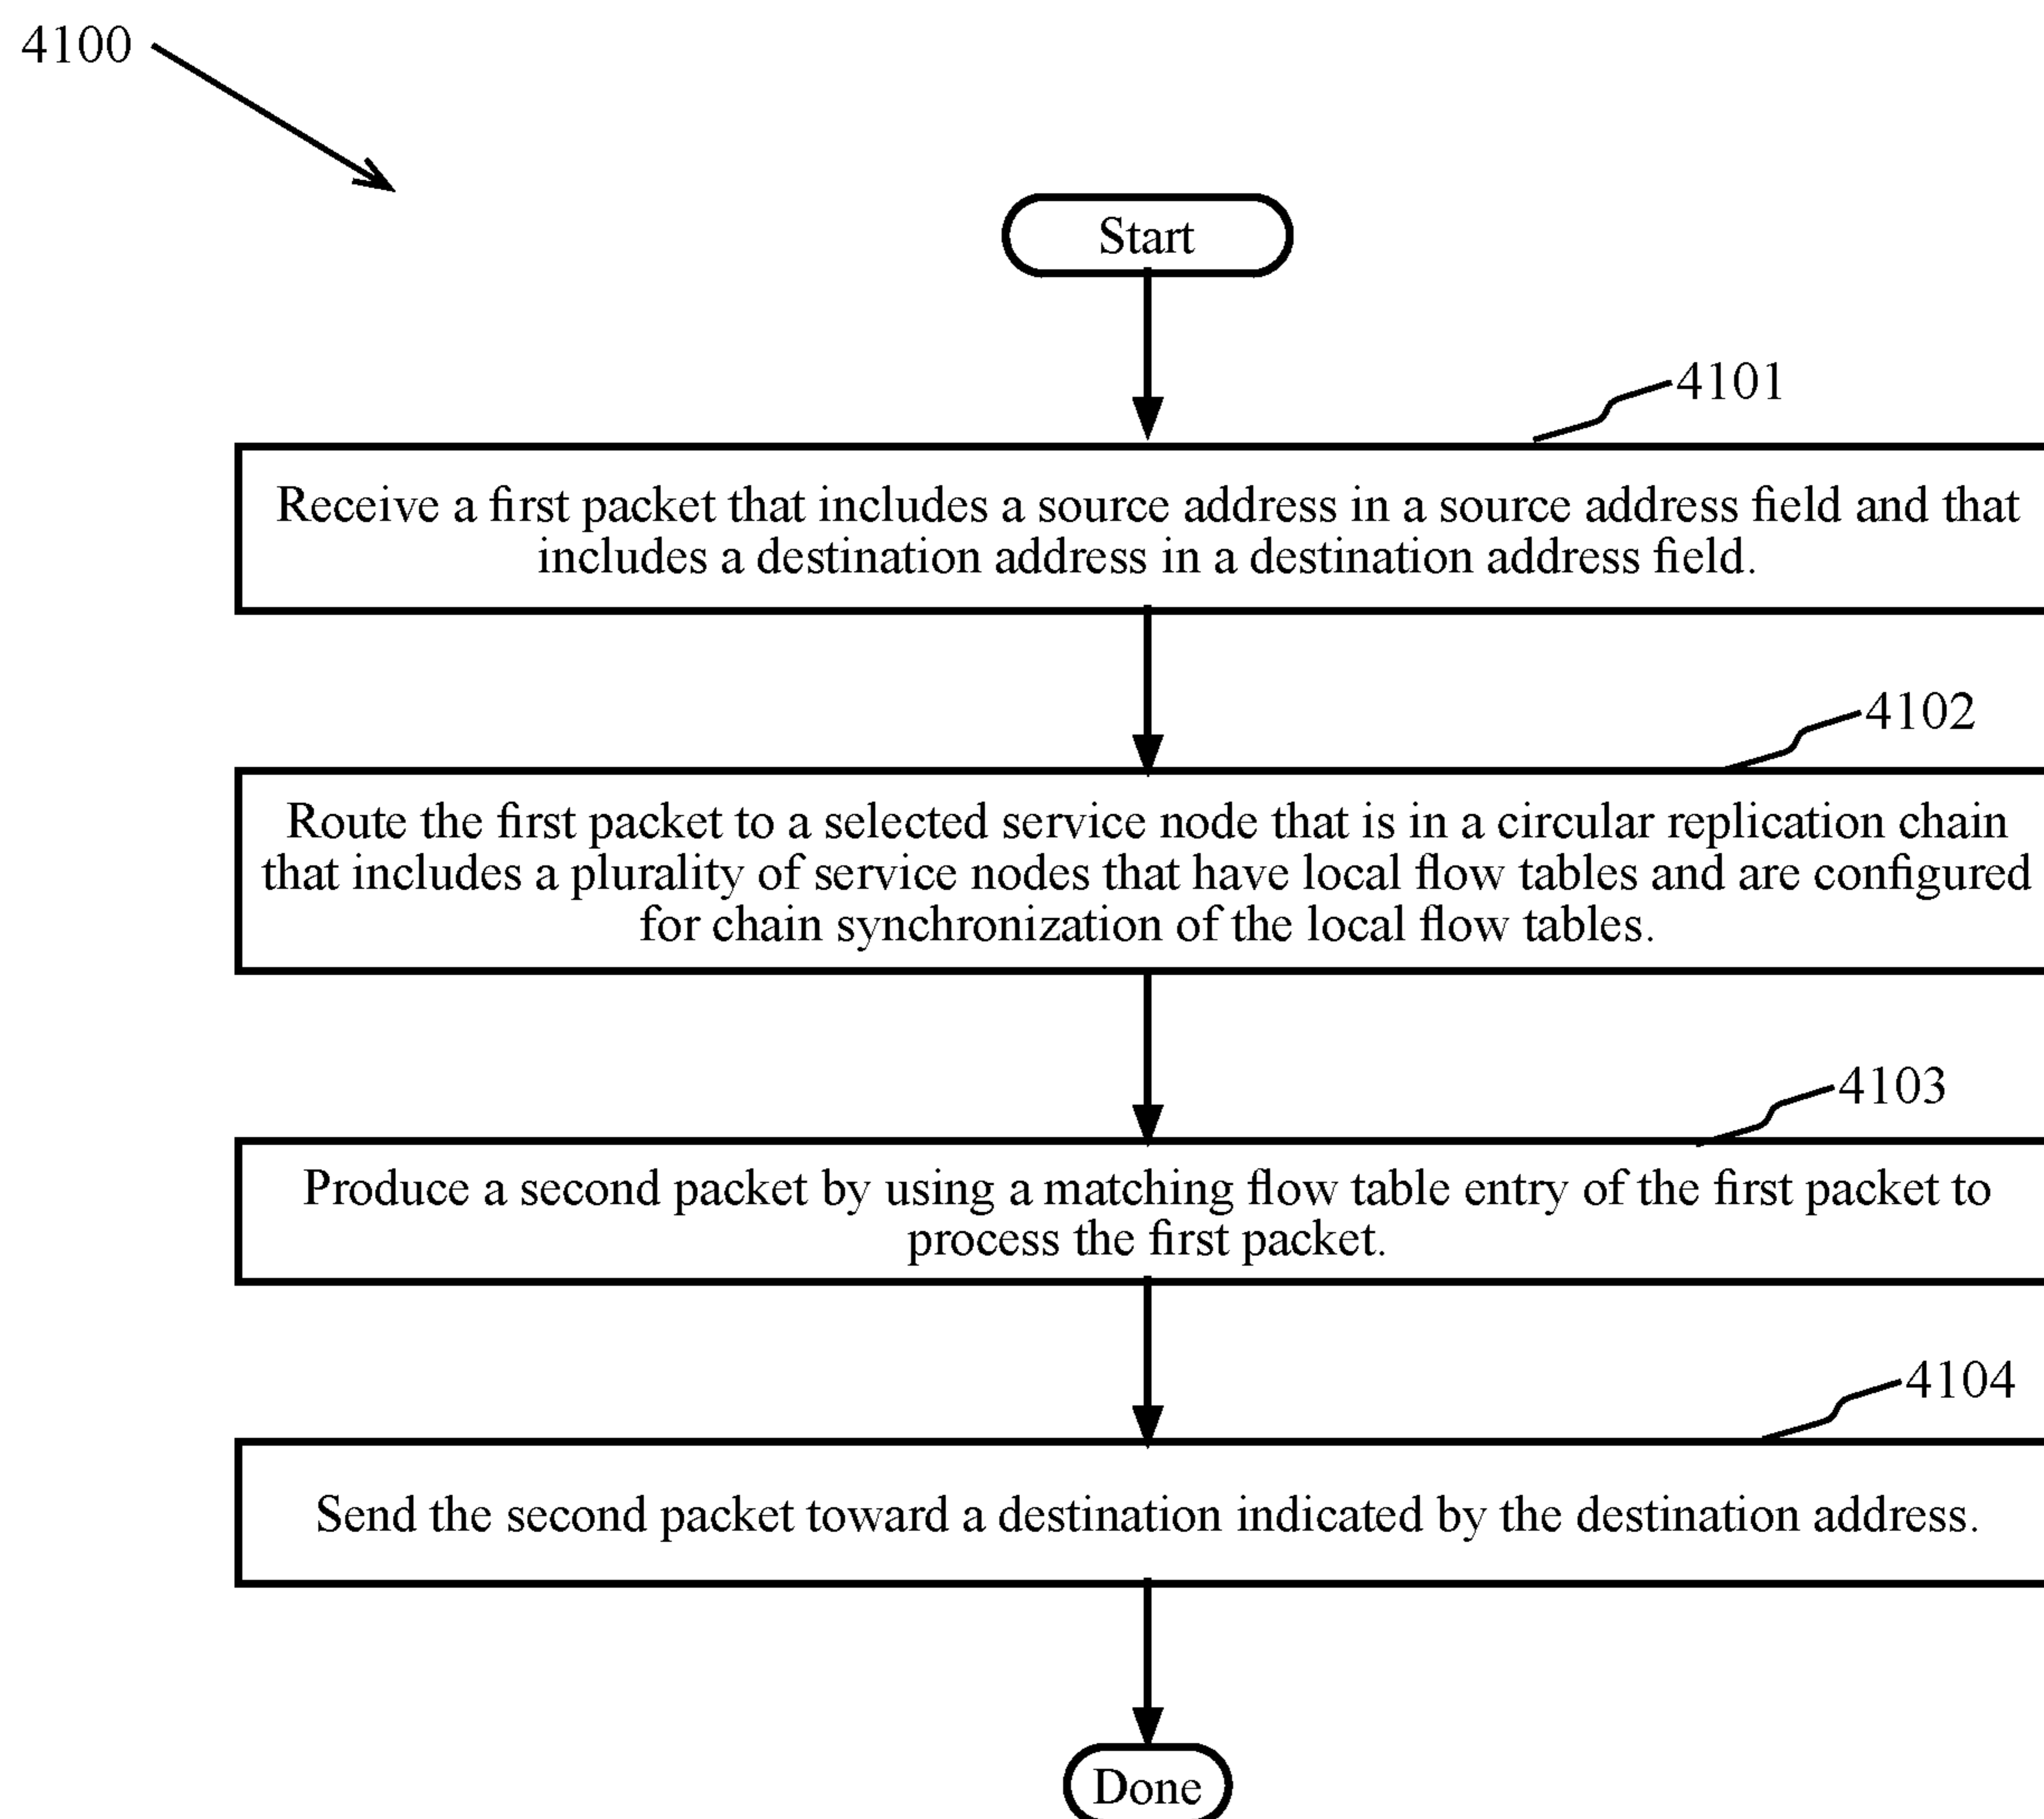 4100
Start
4101
Receive a first packet that includes a source address in a source address field and that
includes a destination address in a destination address field.
4102
Route the first packet to a selected service node that is in a circular replication chain
that includes a plurality of service nodes that have local flow tables and are configured
for chain synchronization of the local flow tables.
4103
Produce a second packet by using a matching flow table entry of the first packet to
process the first packet.
4104
Send the second packet toward a destination indicated by the destination address.
Done